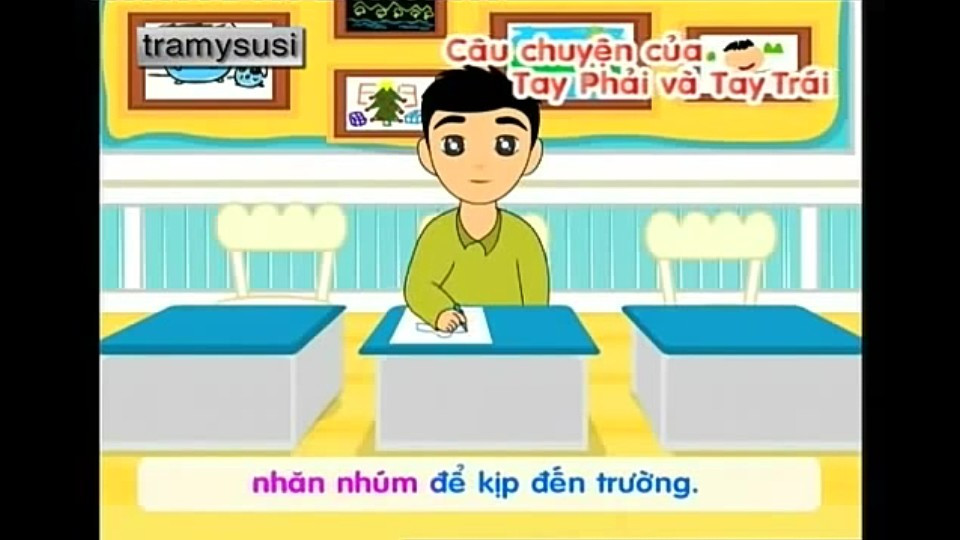 tramysusi
Câu chuyện của
Tay Phải và Tay Trái
nhăn nhúm để kịp đến trường.